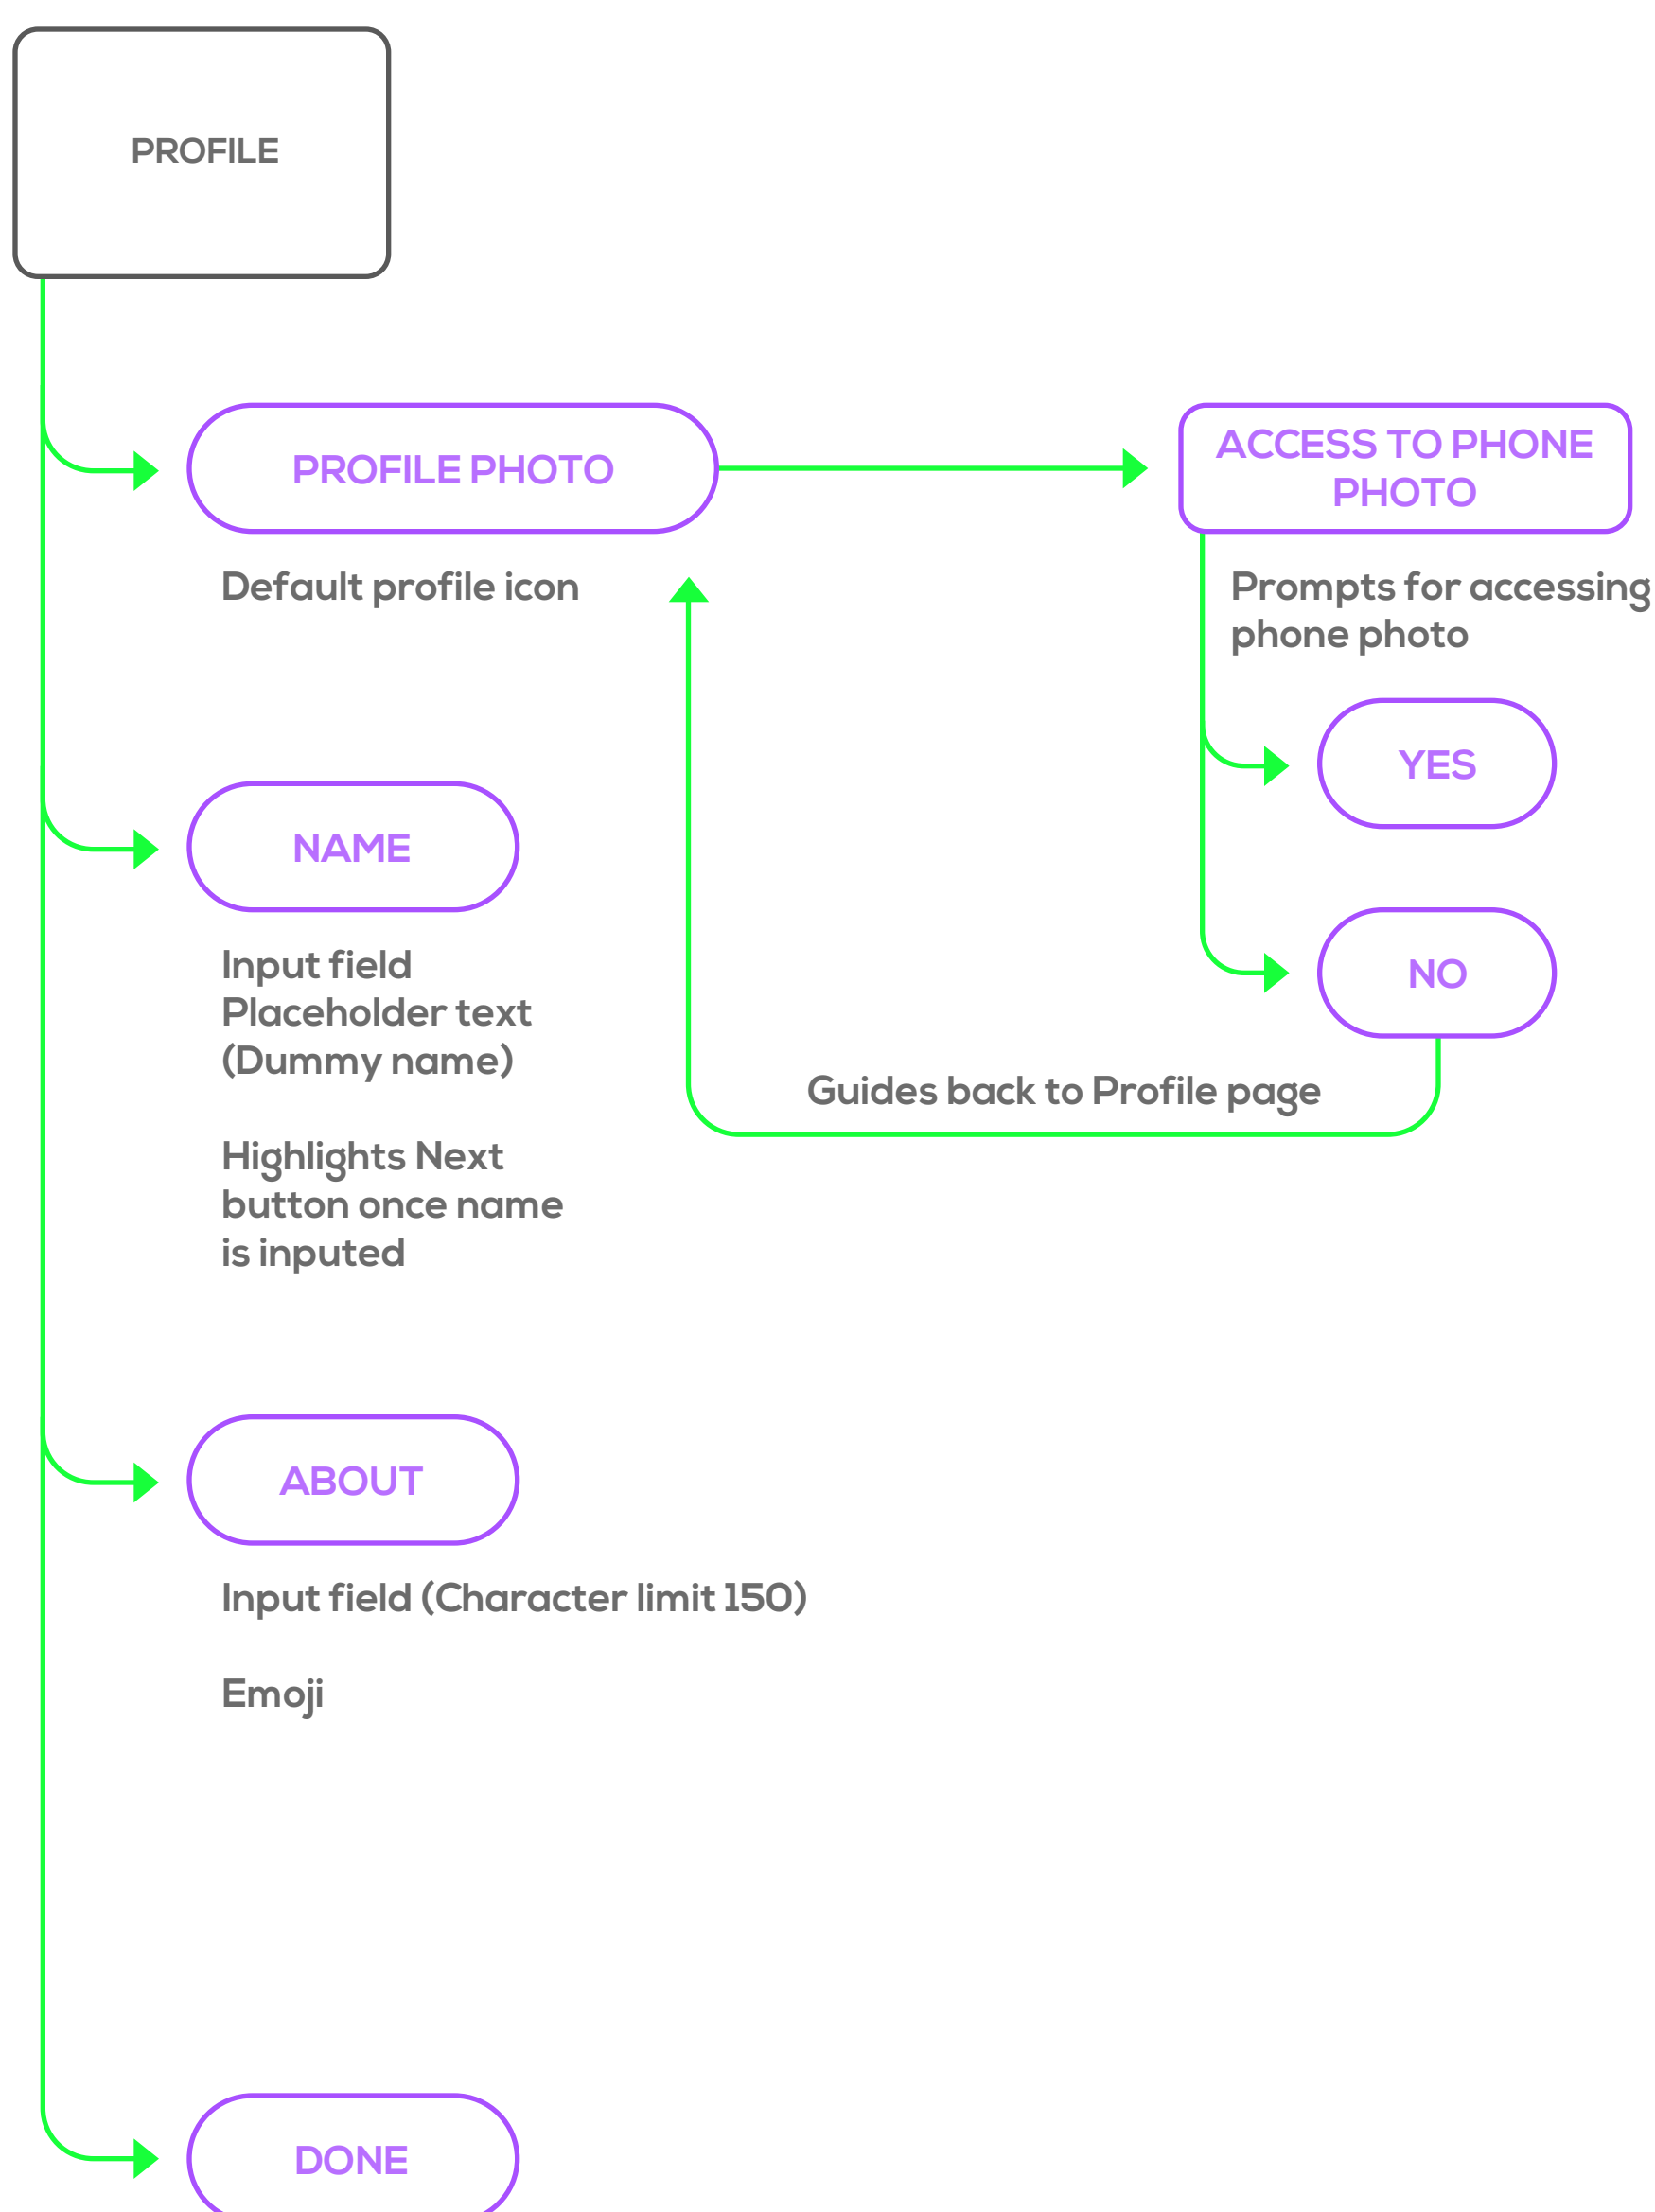 PROFILE
PROFILE PHOTO
Default profile icon
ACCESS TO PHONE
PHOTO
Prompts for accessing
phone photo
YES
NO
Guides back to Profile page
NAME
Input field
Placeholder text
(Dummy name)
Highlights Next
button once name
is inputed
ABOUT
Input field (Character limit 150)
Emoji
DONE